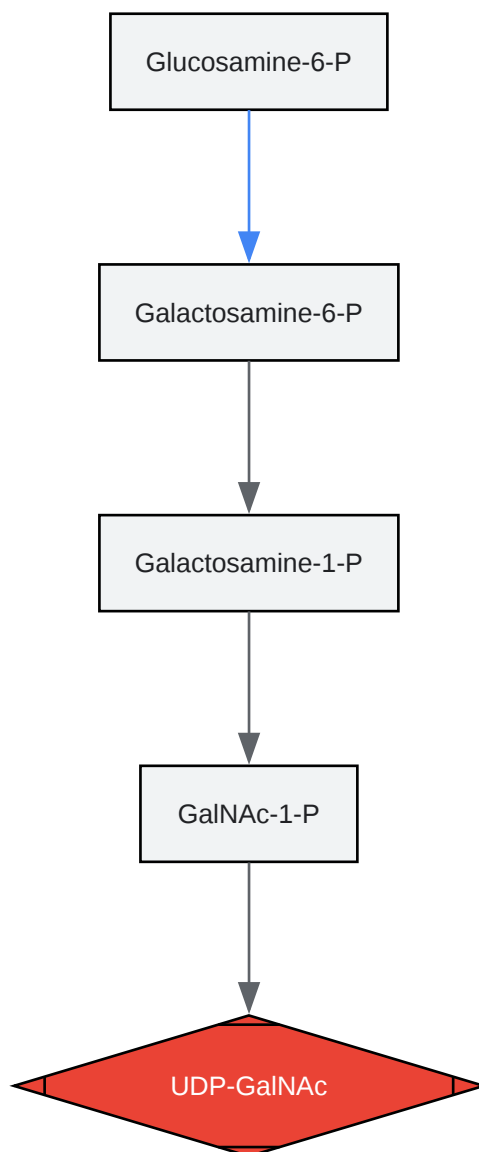 Glucosamine-6-P
Galactosamine-6-P
Galactosamine-1-P
GalNAc-1-P
UDP-GalNAc